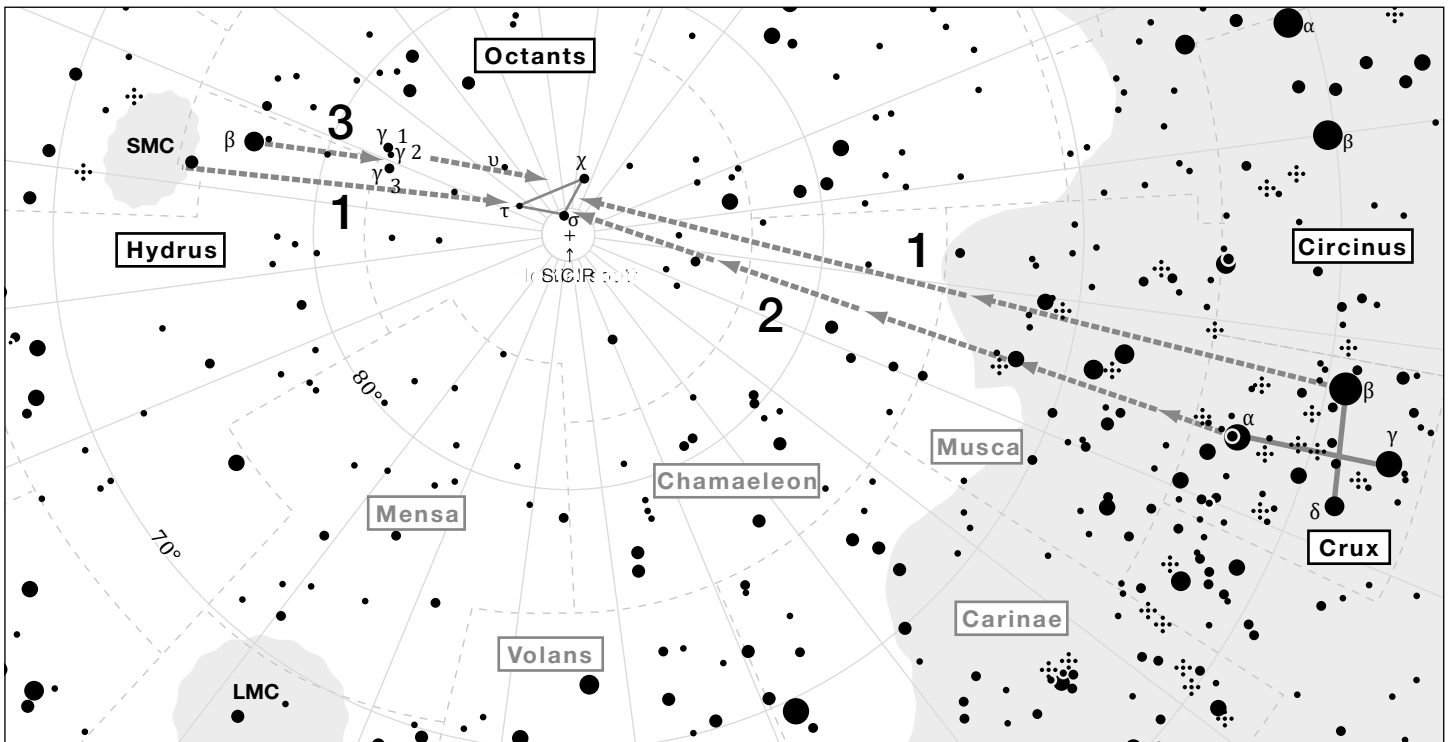 Octants
α
3
γ 1
β
SMC
γ 2
β
υ
χ
γ 3
1
τ
σ
1
Hydrus
+
Circinus
↑
2
80°
β
α
γ
Musca
Chamaeleon
Mensa
δ
70°
Crux
Carinae
Volans
LMC